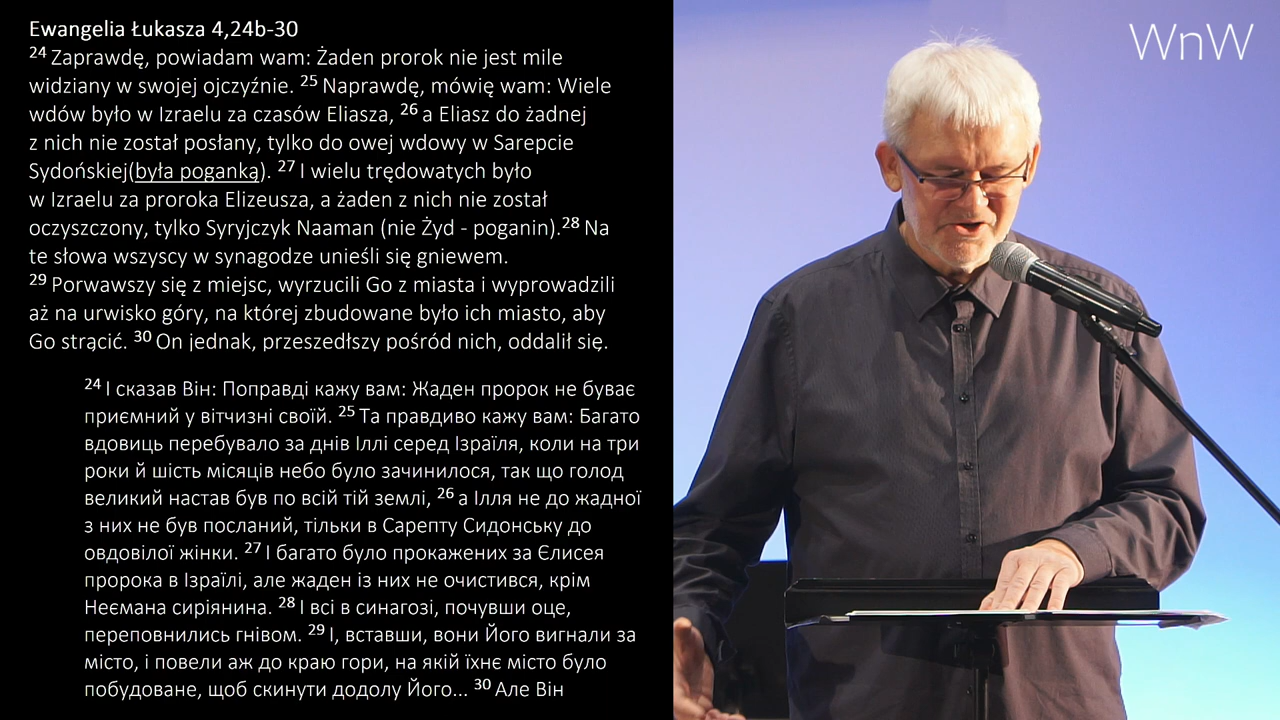 Ewangelia Łukasza 4,24b-30
24 Zaprawdę, powiadam wam: Żaden prorok nie jest mile
widziany w swojej ojczyźnie. 25 Naprawdę, mówię wam: Wiele
wdów było w Izraelu za czasów Eliasza, 26 a Eliasz do żadnej
z nich nie został posłany, tylko do owej wdowy w Sarepcie
Sydońskiej(była poganką). 27 I wielu trędowatych było
w Izraelu za proroka Elizeusza, a żaden z nich nie został
oczyszczony, tylko Syryjczyk Naaman (nie Żyd - poganin).28 Na
te słowa wszyscy w synagodze unieśli się gniewem.
29 Porwawszy się z miejsc, wyrzucili Go z miasta i wyprowadzili
aż na urwisko góry, na której zbudowane było ich miasto, aby
Go strącić. 30 On jednak, przeszedłszy pośród nich, oddalił się.
24 І сказав Він: Поправді кажу вам: Жаден пророк не буває
приємний у вітчизні своїй. 25 Та правдиво кажу вам: Багато
вдовиць перебувало за днів Іллі серед Ізраїля, коли на три
роки й шість місяців небо було зачинилося, так що голод
великий настав був по всій тій землі, 26 а Ілля не до жадної
з них не був посланий, тільки в Сарепту Сидонську до
овдовілої жінки. 27 І багато було прокажених за Єлисея
пророка в Ізраїлі, але жаден із них не очистився, крім
Неємана сиріянина. 28 І всі в синагозі, почувши оце,
переповнились гнівом. 29 І, вставши, вони Його вигнали за
місто, і повели аж до краю гори, на якій їхнє місто було
побудоване, щоб скинути додолу Його... 30 Але Він
WnW